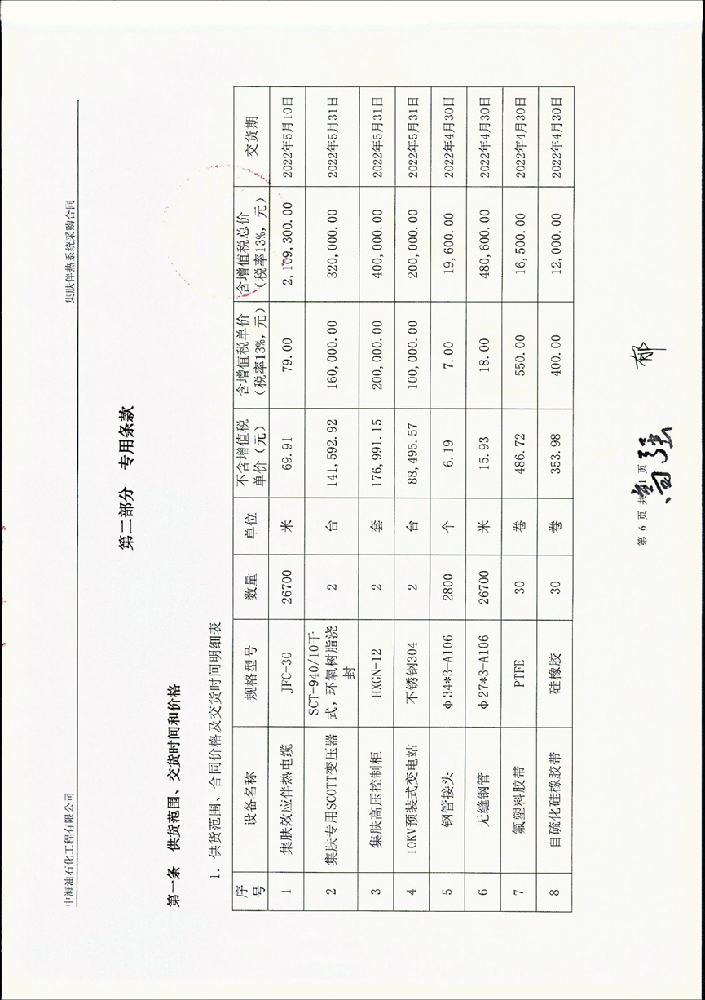 中海油石化工程有限公司 集肤伴热系统采购合同
第二部分 专用条款
第一条 供货范围、交货时间和价格
1. 供货范围、合同价格及交货时间明细表
序号 设备名称 规格型号 数量 单位 不含增值税单价（元） 含增值税单价（税率13%，元） 含增值税总价（税率13%，元） 交货期
1 集肤效应伴热电缆 JFC-30 26700 米 69.91 79.00 2,109,300.00 2022年5月10日
2 集肤专用SCOTT变压器 SCT-940/10干式，环氧树脂浇封 2 台 141,592.92 160,000.00 320,000.00 2022年5月31日
3 集肤高压控制柜 HXGN-12 2 套 176,991.15 200,000.00 400,000.00 2022年5月31日
4 10KV预装式变电站 不锈钢304 2 台 88,495.57 100,000.00 200,000.00 2022年5月31日
5 钢管接头 φ34*3-A106 2800 个 6.19 7.00 19,600.00 2022年4月30日
6 无缝钢管 φ27*3-A106 26700 米 15.93 18.00 480,600.00 2022年4月30日
7 氟塑料胶带 PTFE 30 卷 486.72 550.00 16,500.00 2022年4月30日
8 自硫化硅橡胶带 硅橡胶 30 卷 353.98 400.00 12,000.00 2022年4月30日
第 6 页 共 页
郁